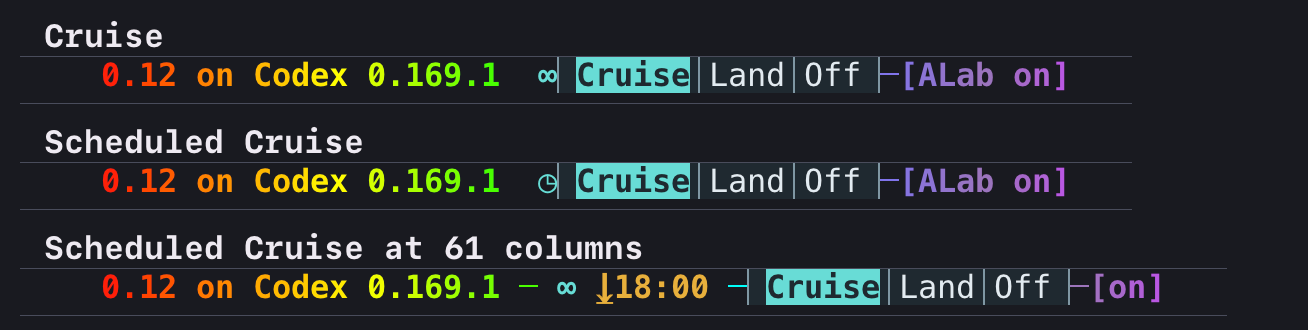 Cruise
0.12 on Codex 0.169.1 ∞│ Cruise│Land│Off │─[ALab on]
Scheduled Cruise
0.12 on Codex 0.169.1 ◷│ Cruise│Land│Off │─[ALab on]
Scheduled Cruise at 61 columns
0.12 on Codex 0.169.1 ─ ∞ ⤓18:00 ─│ Cruise│Land│Off │─[on]